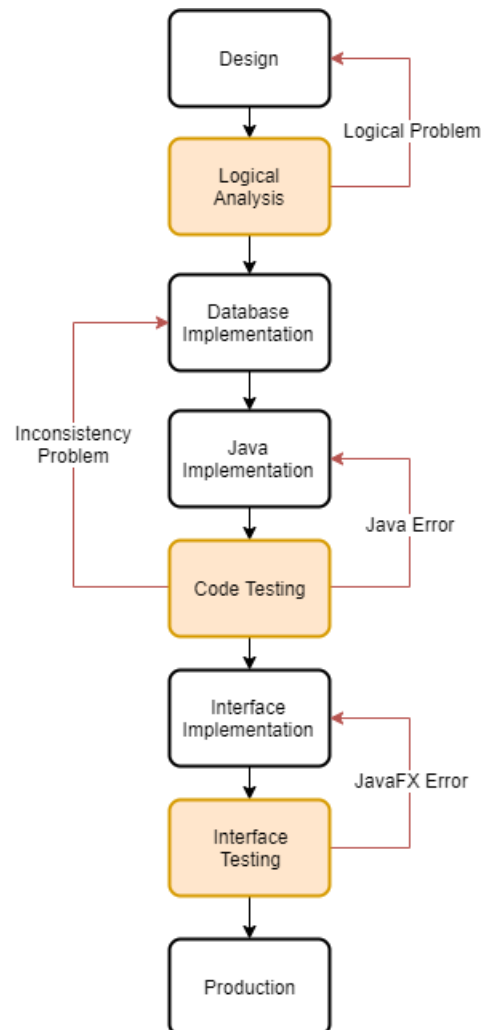 Design
Logical Problem
Logical
Analysis
Database
Implementation
Inconsistency
Problem
Java
Implementation
Java Error
Code Testing
Interface
Implementation
JavaFX Error
Interface
Testing
Production